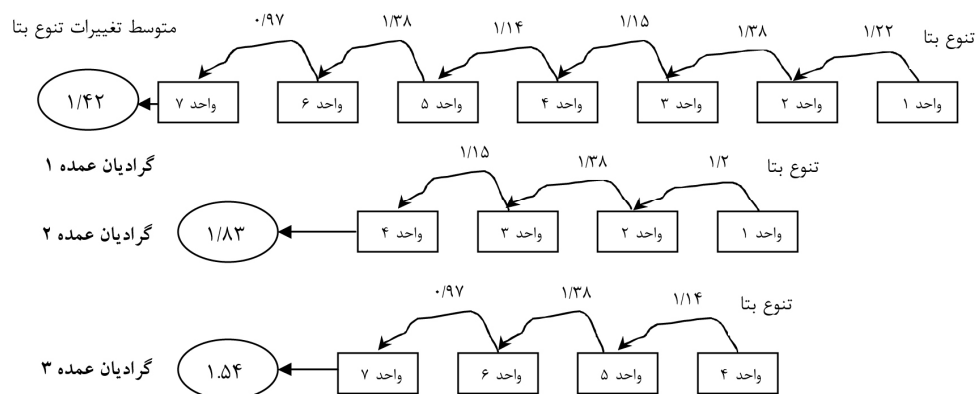 متوسط تغییرات تنوع بتا
تنوع بتا
۱/۲۲
۱/۳۸
۱/۱۵
۱/۱۴
۱/۳۸
۰/۹۷
واحد ۱
واحد ۲
واحد ۳
واحد ۴
واحد ۵
واحد ۶
واحد ۷
۱/۴۲
گرادیان عمده ۱
تنوع بتا
۱/۲
۱/۳۸
۱/۱۵
واحد ۱
واحد ۲
واحد ۳
واحد ۴
۱/۸۳
گرادیان عمده ۲
تنوع بتا
۱/۱۴
۱/۳۸
۰/۹۷
واحد ۴
واحد ۵
واحد ۶
واحد ۷
۱.۵۴
گرادیان عمده ۳